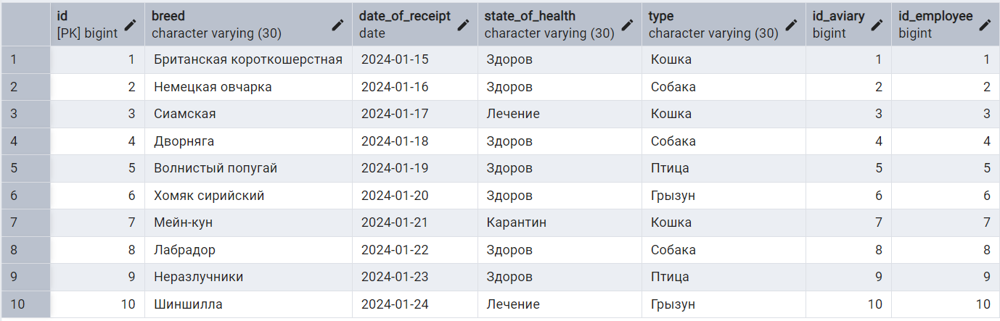 id breed date_of_receipt state_of_health type id_aviary id_employee
[PK] bigint character varying (30) date character varying (30) character varying (30) bigint bigint
1 1 Британская короткошерстная 2024-01-15 Здоров Кошка 1 1
2 2 Немецкая овчарка 2024-01-16 Здоров Собака 2 2
3 3 Сиамская 2024-01-17 Лечение Кошка 3 3
4 4 Дворняга 2024-01-18 Здоров Собака 4 4
5 5 Волнистый попугай 2024-01-19 Здоров Птица 5 5
6 6 Хомяк сирийский 2024-01-20 Здоров Грызун 6 6
7 7 Мейн-кун 2024-01-21 Карантин Кошка 7 7
8 8 Лабрадор 2024-01-22 Здоров Собака 8 8
9 9 Неразлучники 2024-01-23 Здоров Птица 9 9
10 10 Шиншилла 2024-01-24 Лечение Грызун 10 10